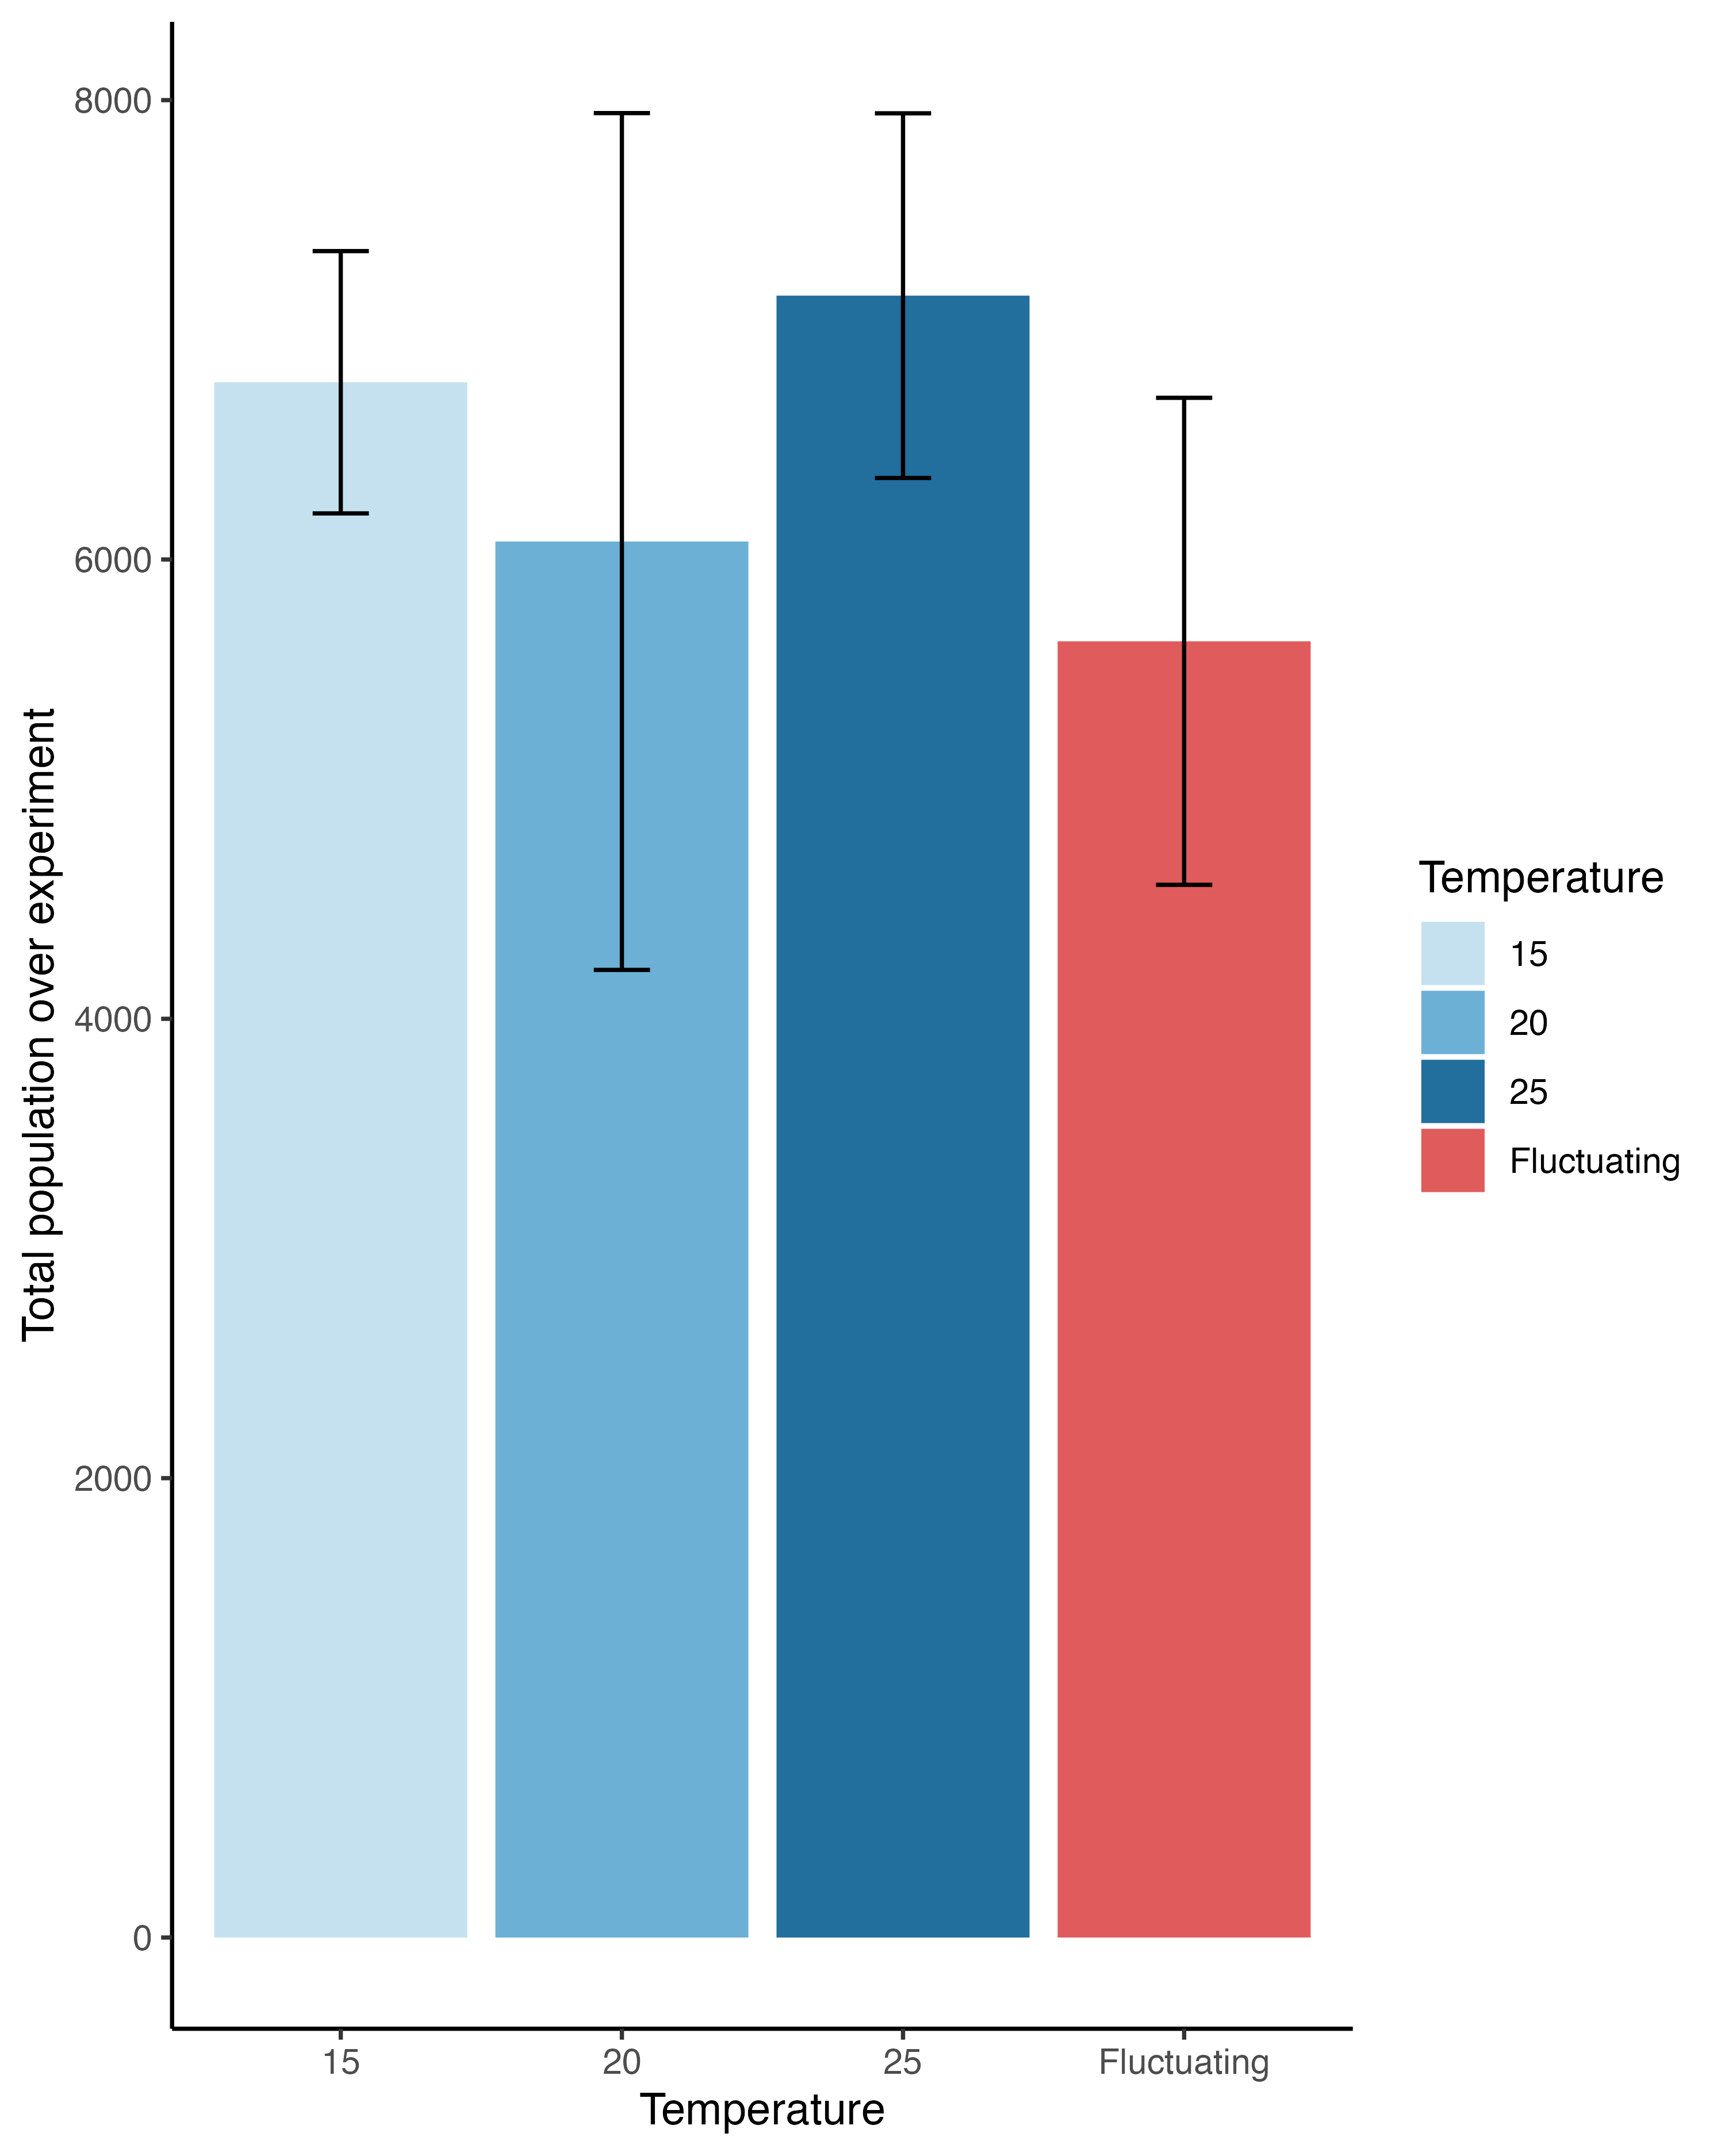 Total population over experiment
8000
6000
4000
2000
0
15
20
25
Fluctuating
Temperature
Temperature
15
20
25
Fluctuating